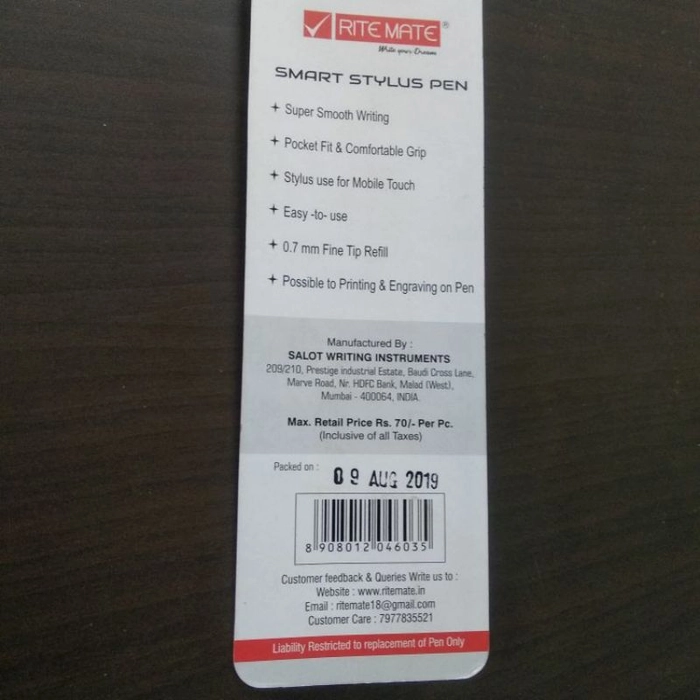 RITE MATE®
Write your Dreams
SMART STYLUS PEN
+ Super Smooth Writing
+ Pocket Fit & Comfortable Grip
+ Stylus use for Mobile Touch
+ Easy -to- use
+ 0.7 mm Fine Tip Refill
+ Possible to Printing & Engraving on Pen
Manufactured By :
SALOT WRITING INSTRUMENTS
209/210, Prestige industrial Estate, Baudi Cross Lane,
Marve Road, Nr. HDFC Bank, Malad (West),
Mumbai - 400064, INDIA.
Max. Retail Price Rs. 70/- Per Pc.
(Inclusive of all Taxes)
Packed on : 09 AUG 2019
8 908012 046035
Customer feedback & Queries Write us to :
Website : www.ritemate.in
Email : ritemate18@gmail.com
Customer Care : 7977835521
Liability Restricted to replacement of Pen Only